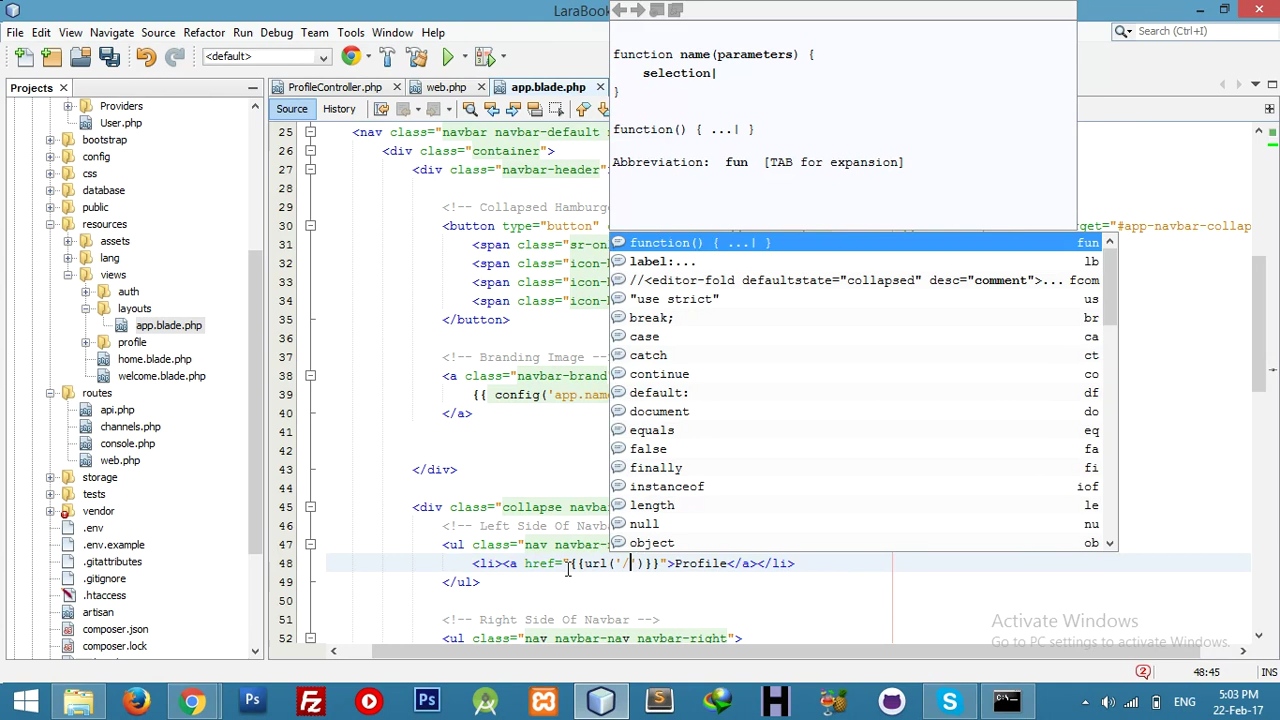 LaraBook
File Edit View Navigate Source Refactor Run Debug Team Tools Window Help
Search (Ctrl+I)
<default>
Projects
ProfileController.php web.php app.blade.php
Source History
Providers
User.php
bootstrap
config
css
database
public
resources
assets
lang
views
auth
layouts
app.blade.php
profile
home.blade.php
welcome.blade.php
routes
api.php
channels.php
console.php
web.php
storage
tests
vendor
.env
.env.example
.gitattributes
.gitignore
.htaccess
artisan
composer.json
composer.lock
25 <nav class="navbar navbar-default
26 <div class="container">
27 <div class="navbar-header"
28
29 <!-- Collapsed Hamburge
30 <button type="button" get="#app-navbar-collap
31 <span class="sr-on
32 <span class="icon-
33 <span class="icon-
34 <span class="icon-
35 </button>
36
37 <!-- Branding Image --
38 <a class="navbar-brand
39 {{ config('app.name
40 </a>
41
42
43 </div>
44
45 <div class="collapse navba
46 <!-- Left Side Of Navba
47 <ul class="nav navbar-
48 <li><a href="{{url('/')}}">Profile</a></li>
49 </ul>
50
51 <!-- Right Side Of Navbar -->
52 <ul class="nav navbar-nav navbar-right">
function name(parameters) {
selection|
}
function() { ...| }
Abbreviation: fun [TAB for expansion]
function() { ...| } fun
label:... lb
//<editor-fold defaultstate="collapsed" desc="comment">... fcom
"use strict" us
break; br
case ca
catch ct
continue co
default: df
document do
equals eq
false fa
finally fi
instanceof iof
length le
null nu
object ob
Activate Windows
Go to PC settings to activate Windows.
2 48:45 INS
ENG 5:03 PM
22-Feb-17